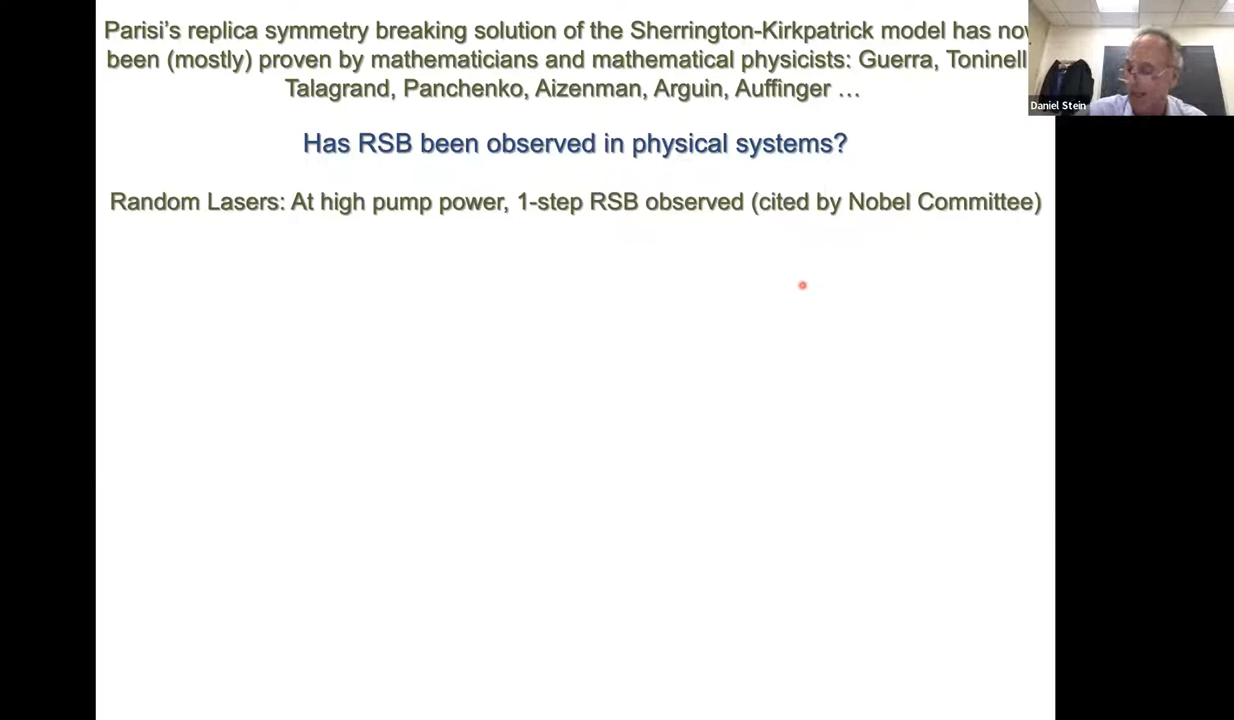 Parisi's replica symmetry breaking solution of the Sherrington-Kirkpatrick model has now
been (mostly) proven by mathematicians and mathematical physicists: Guerra, Toninell
Talagrand, Panchenko, Aizenman, Arguin, Auffinger …
Daniel Stein
Has RSB been observed in physical systems?
Random Lasers: At high pump power, 1-step RSB observed (cited by Nobel Committee)